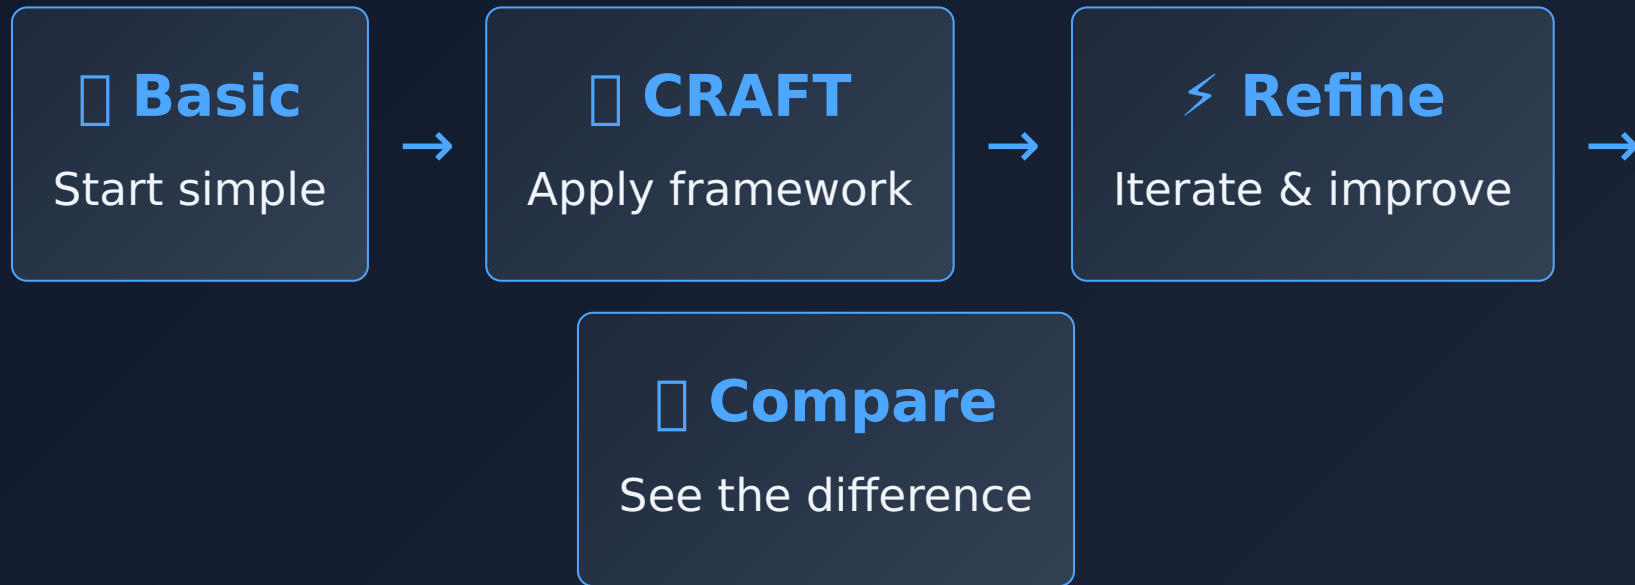 Basic
Start simple
→
CRAFT
Apply framework
→
⚡ Refine
Iterate & improve
→
Compare
See the difference